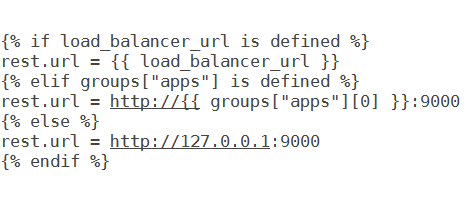 {% if load_balancer_url is defined %}
rest.url = {{ load_balancer_url }}
{% elif groups["apps"] is defined %}
rest.url = http://{{ groups["apps"][0] }}:9000
{% else %}
rest.url = http://127.0.0.1:9000
{% endif %}